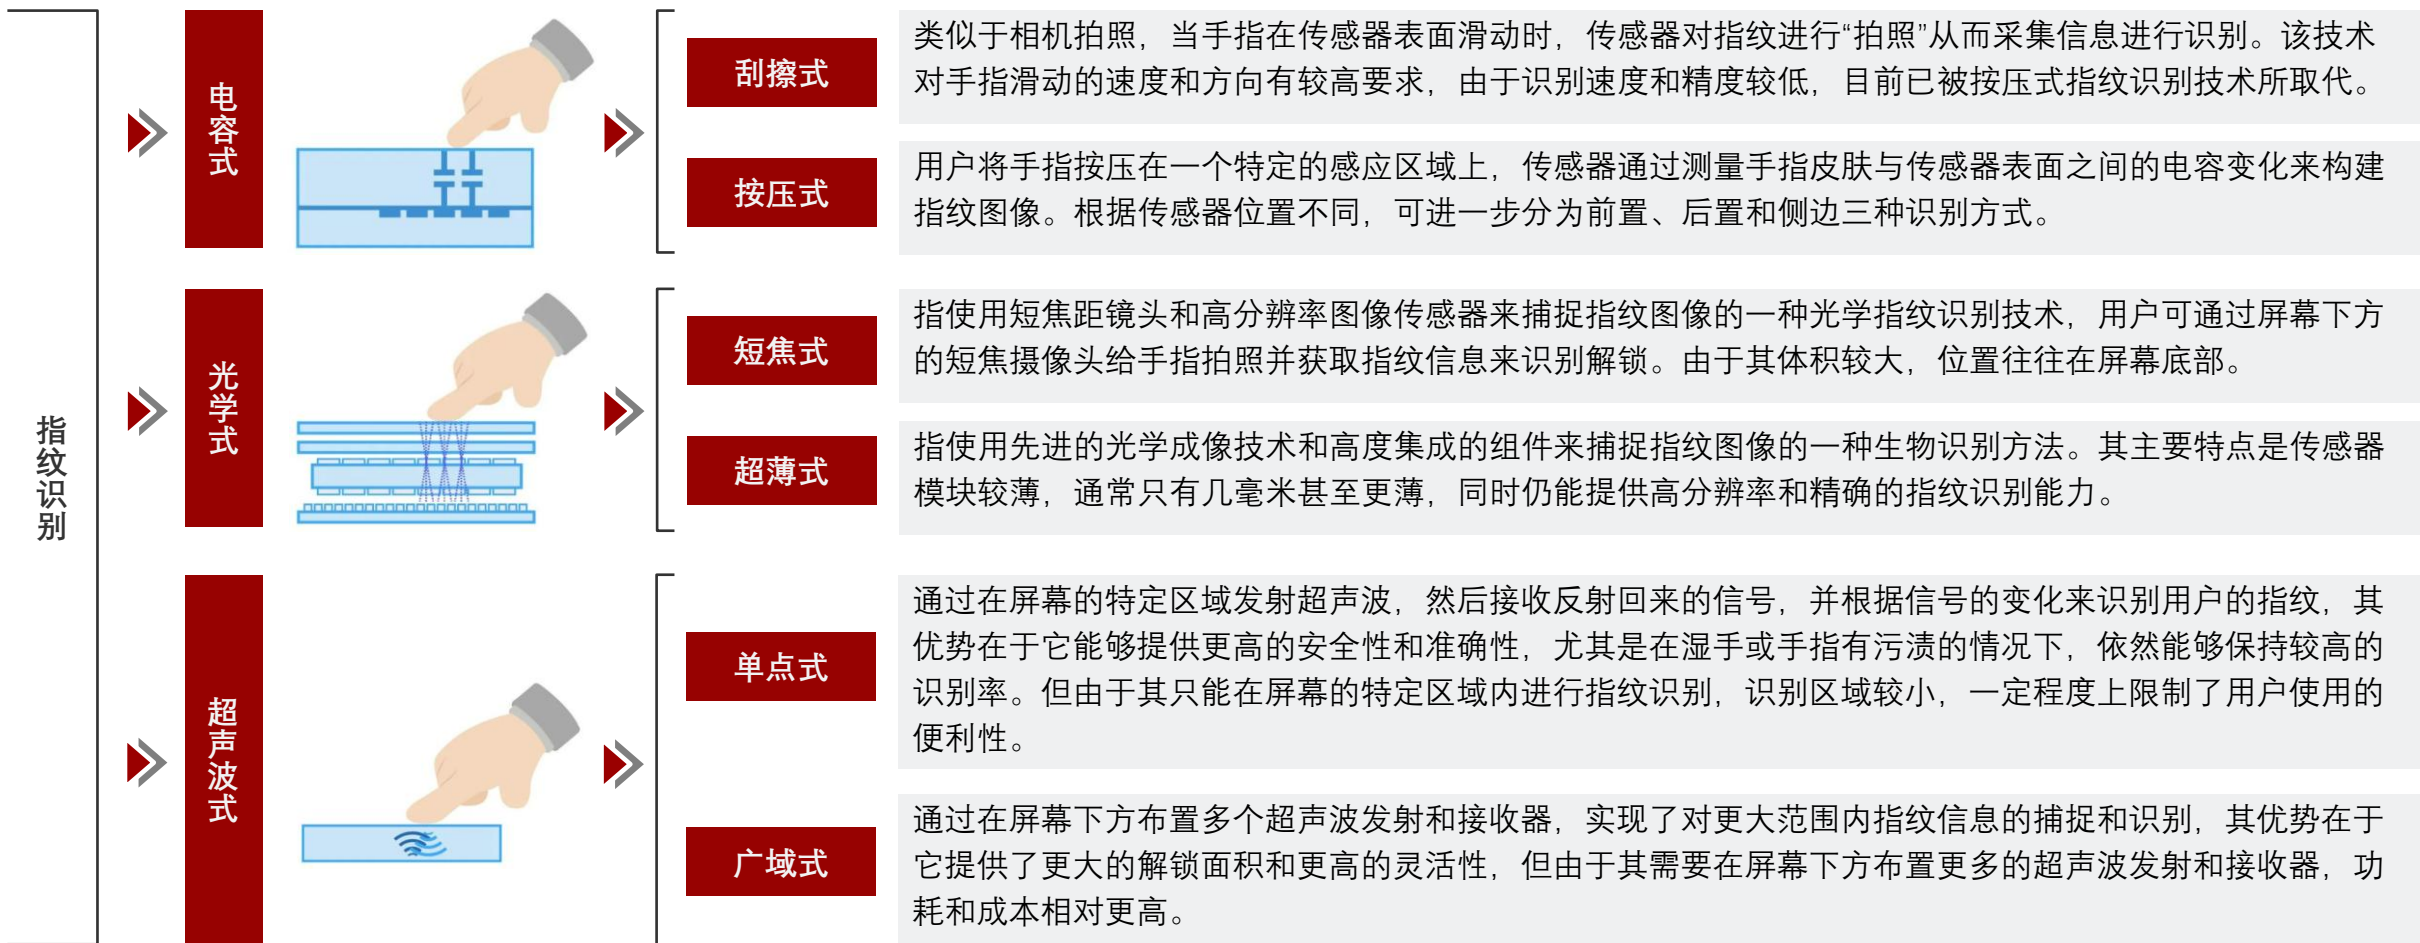 指纹识别
电容式
刮擦式
类似于相机拍照，当手指在传感器表面滑动时，传感器对指纹进行“拍照”从而采集信息进行识别。该技术
对手指滑动的速度和方向有较高要求，由于识别速度和精度较低，目前已被按压式指纹识别技术所取代。
按压式
用户将手指按压在一个特定的感应区域上，传感器通过测量手指皮肤与传感器表面之间的电容变化来构建
指纹图像。根据传感器位置不同，可进一步分为前置、后置和侧边三种识别方式。
光学式
短焦式
指使用短焦距镜头和高分辨率图像传感器来捕捉指纹图像的一种光学指纹识别技术，用户可通过屏幕下方
的短焦摄像头给手指拍照并获取指纹信息来识别解锁。由于其体积较大，位置往往在屏幕底部。
超薄式
指使用先进的光学成像技术和高度集成的组件来捕捉指纹图像的一种生物识别方法。其主要特点是传感器
模块较薄，通常只有几毫米甚至更薄，同时仍能提供高分辨率和精确的指纹识别能力。
超声波式
单点式
通过在屏幕的特定区域发射超声波，然后接收反射回来的信号，并根据信号的变化来识别用户的指纹，其
优势在于它能够提供更高的安全性和准确性，尤其是在湿手或手指有污渍的情况下，依然能够保持较高的
识别率。但由于其只能在屏幕的特定区域内进行指纹识别，识别区域较小，一定程度上限制了用户使用的
便利性。
广域式
通过在屏幕下方布置多个超声波发射和接收器，实现了对更大范围内指纹信息的捕捉和识别，其优势在于
它提供了更大的解锁面积和更高的灵活性，但由于其需要在屏幕下方布置更多的超声波发射和接收器，功
耗和成本相对更高。